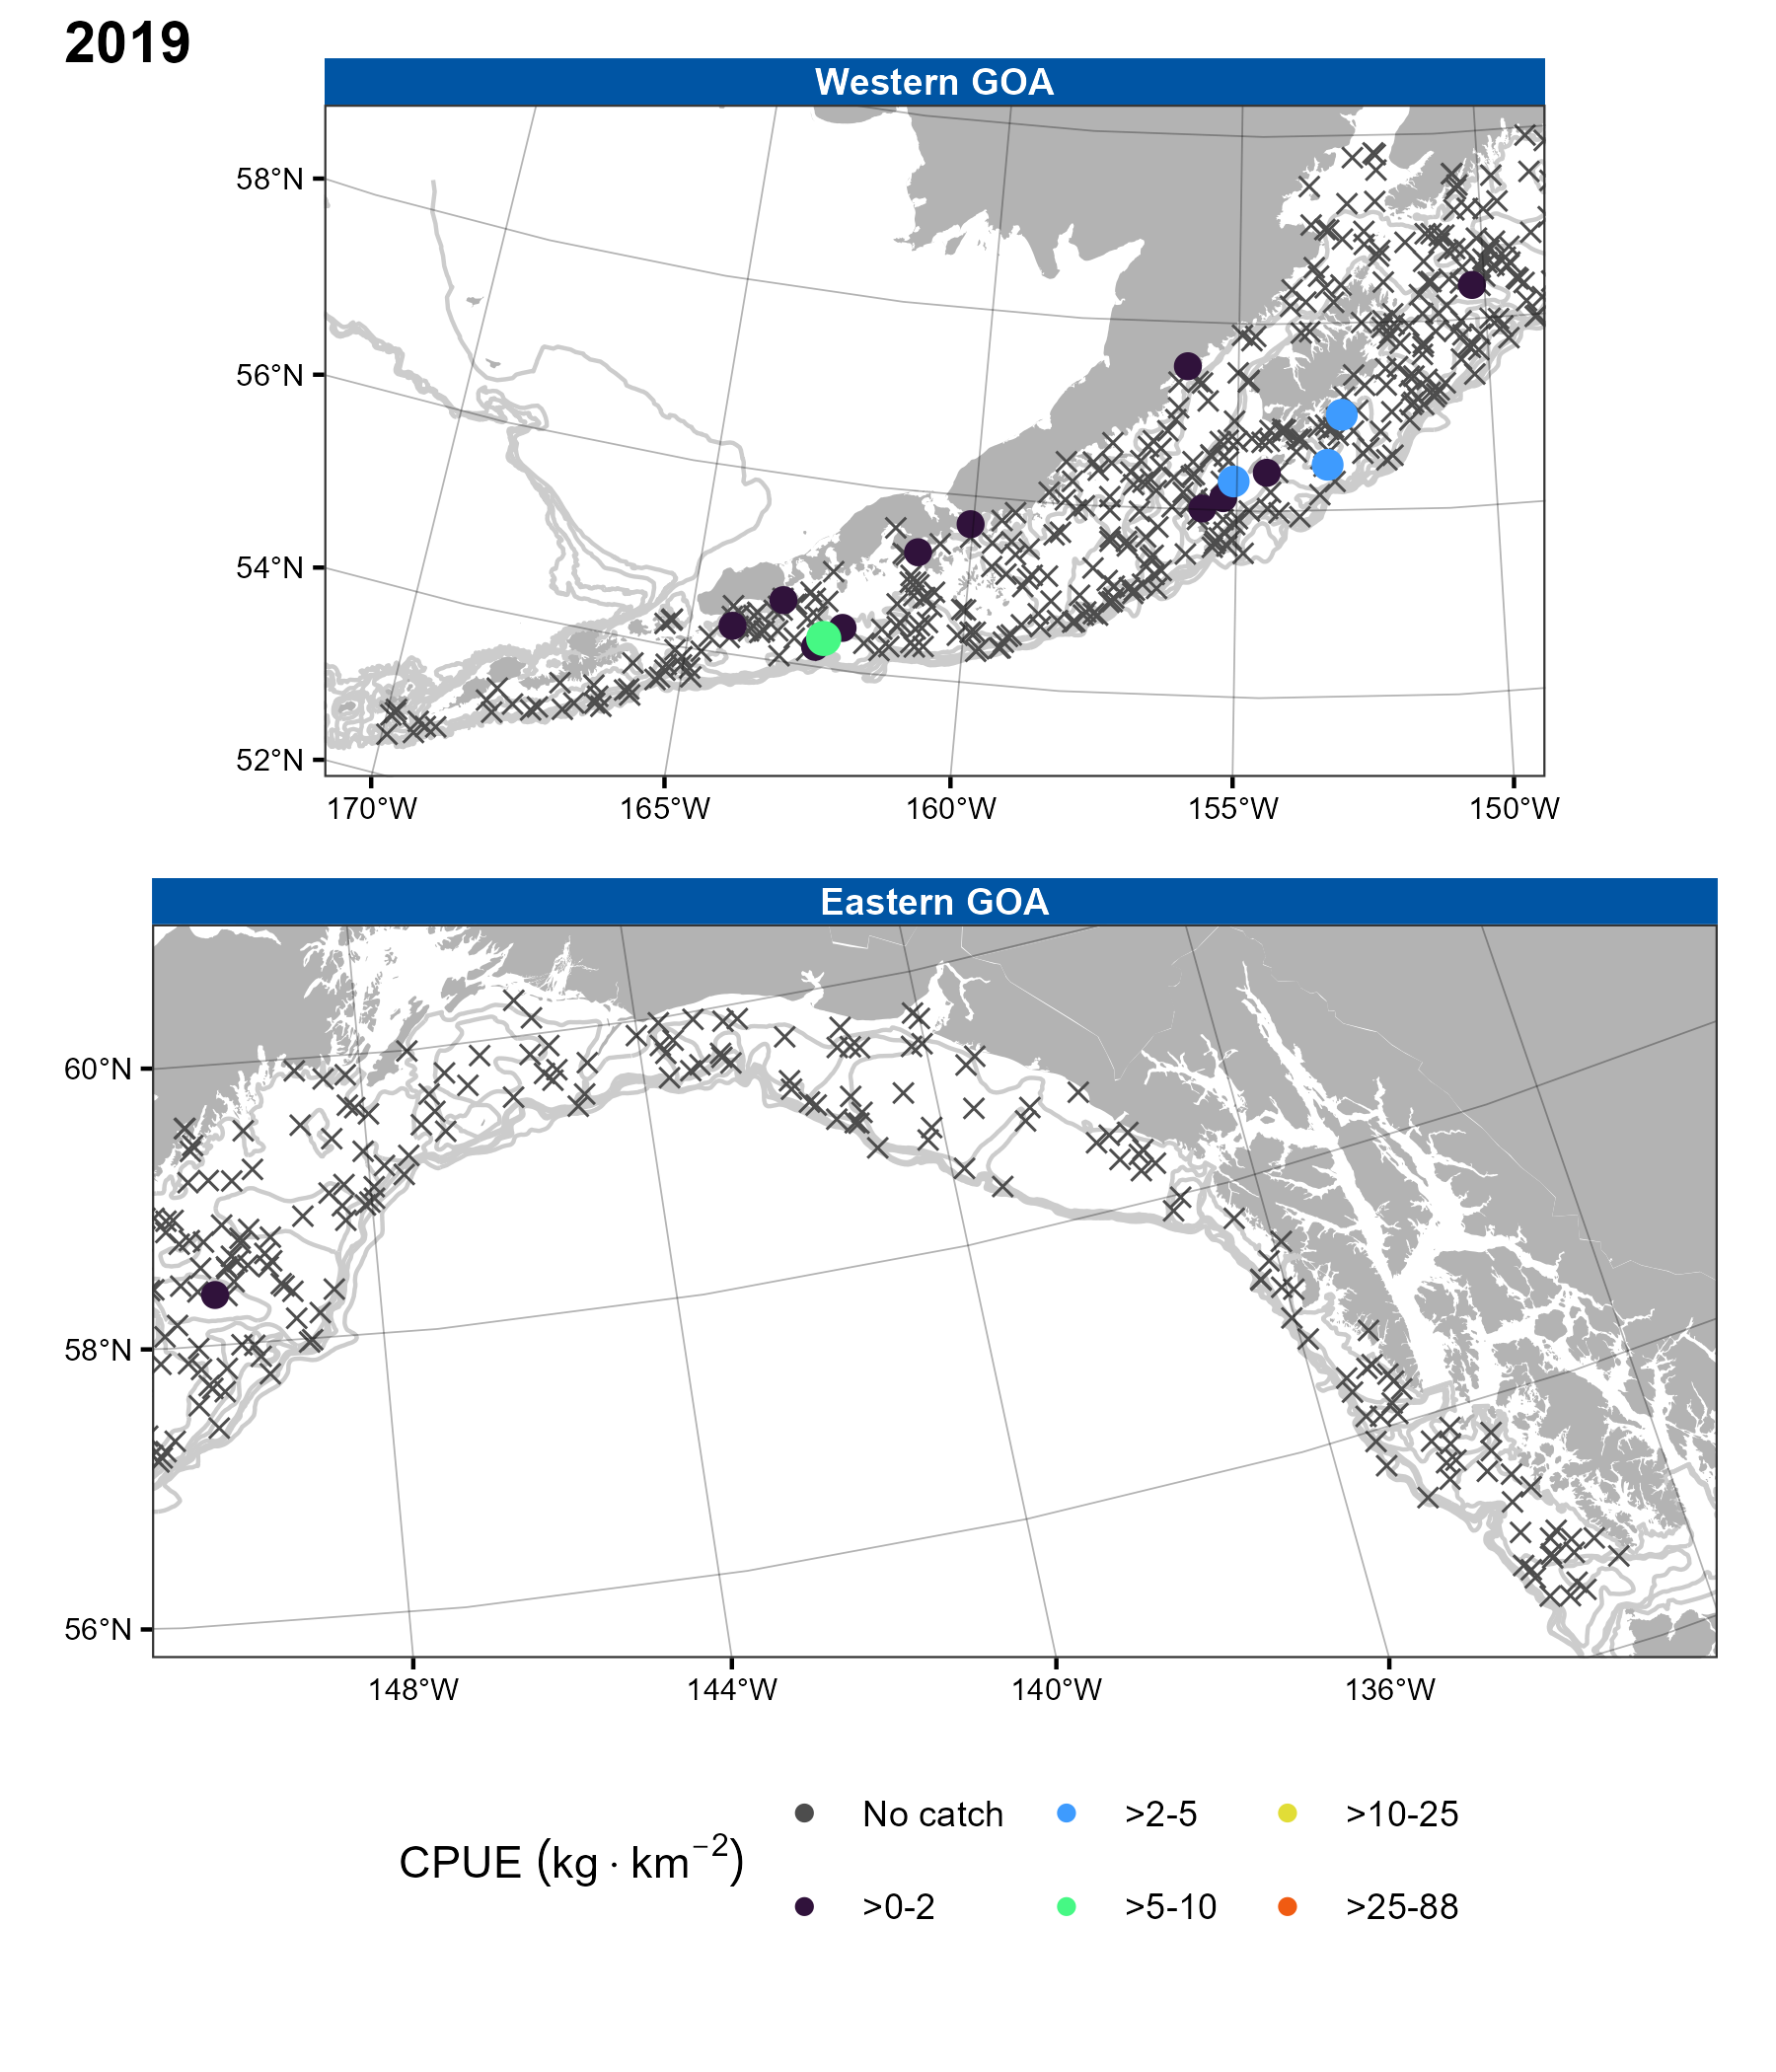 2019
Western GOA
58°N
56°N
54°N
52°N
170°W 165°W 160°W 155°W 150°W
Eastern GOA
60°N
58°N
56°N
148°W 144°W 140°W 136°W
CPUE (kg · km⁻²)
No catch >2-5 >10-25
>0-2 >5-10 >25-88